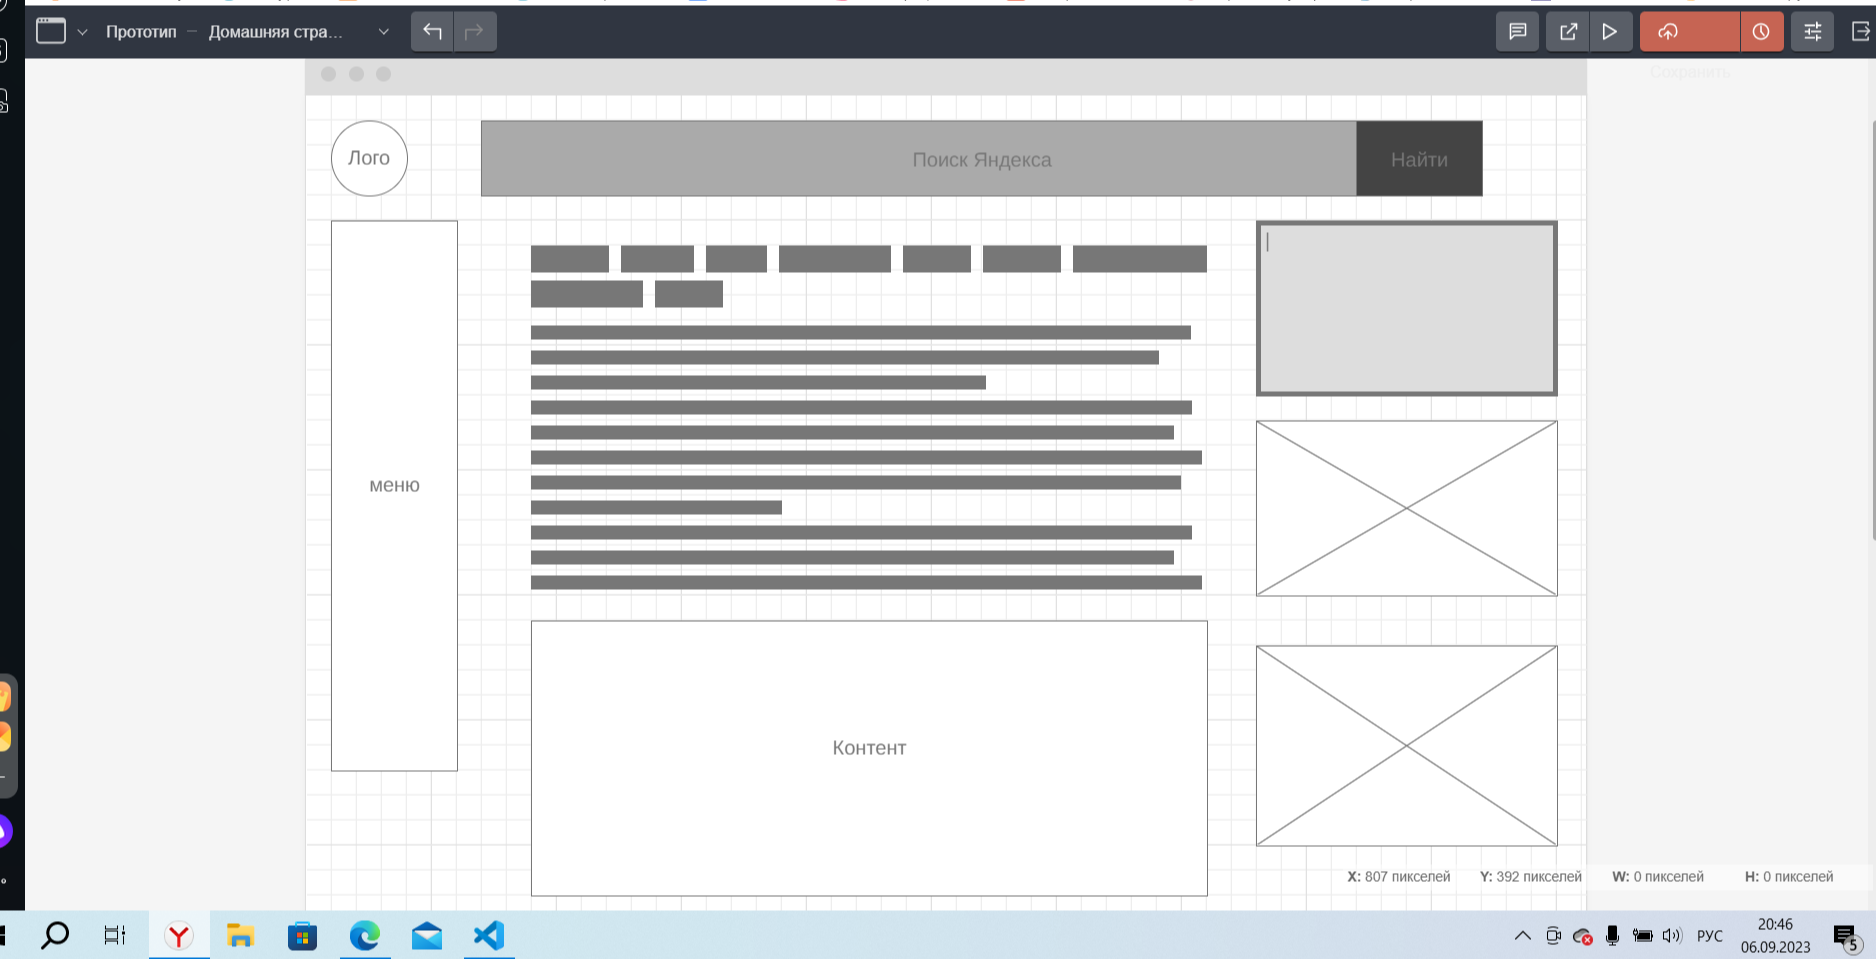 Прототип — Домашняя стра...
Сохранить
Лого
Поиск Яндекса
Найти
меню
Контент
X: 807 пикселей Y: 392 пикселей W: 0 пикселей H: 0 пикселей
РУС
20:46
06.09.2023
5